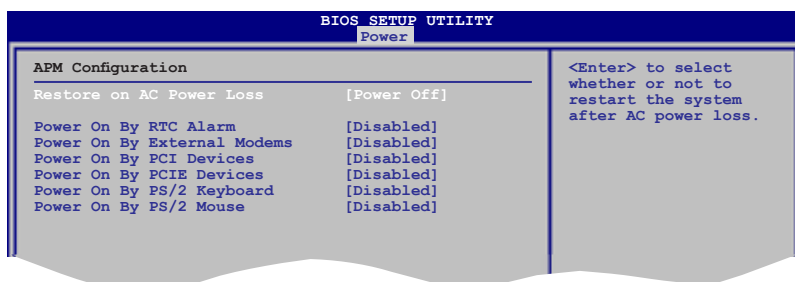 BIOS SETUP UTILITY
Power
APM Configuration
Restore on AC Power Loss [Power Off]
Power On By RTC Alarm [Disabled]
Power On By External Modems [Disabled]
Power On By PCI Devices [Disabled]
Power On By PCIE Devices [Disabled]
Power On By PS/2 Keyboard [Disabled]
Power On By PS/2 Mouse [Disabled]
<Enter> to select
whether or not to
restart the system
after AC power loss.